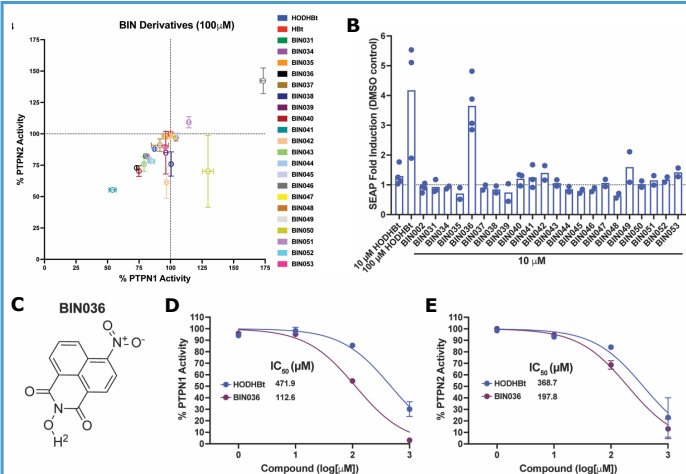 BIN Derivatives (100μM)
175
150
125
100
75
50
25
0
% PTPN2 Activity
0 25 50 75 100 125 150 175
% PTPN1 Activity
HODHBt
HBt
BIN031
BIN034
BIN035
BIN036
BIN037
BIN038
BIN039
BIN040
BIN041
BIN042
BIN043
BIN044
BIN045
BIN046
BIN047
BIN048
BIN049
BIN050
BIN051
BIN052
BIN053
B
SEAP Fold Induction (DMSO control)
6
5
4
3
2
1
0
10 μM HODHBt
100 μM HODHBt
BIN002
BIN031
BIN034
BIN035
BIN036
BIN037
BIN038
BIN039
BIN040
BIN041
BIN042
BIN043
BIN044
BIN045
BIN046
BIN047
BIN048
BIN049
BIN050
BIN051
BIN052
BIN053
10 μM
C
BIN036
O
N⁺
O⁻
O
N
O
O
H2
D
% PTPN1 Activity
110
100
90
80
70
60
50
40
30
20
10
0
IC50 (μM)
HODHBt 471.9
BIN036 112.6
0 1 2 3
Compound (log[μM])
E
% PTPN2 Activity
110
100
90
80
70
60
50
40
30
20
10
0
IC50 (μM)
HODHBt 368.7
BIN036 197.8
0 1 2 3
Compound (log[μM])